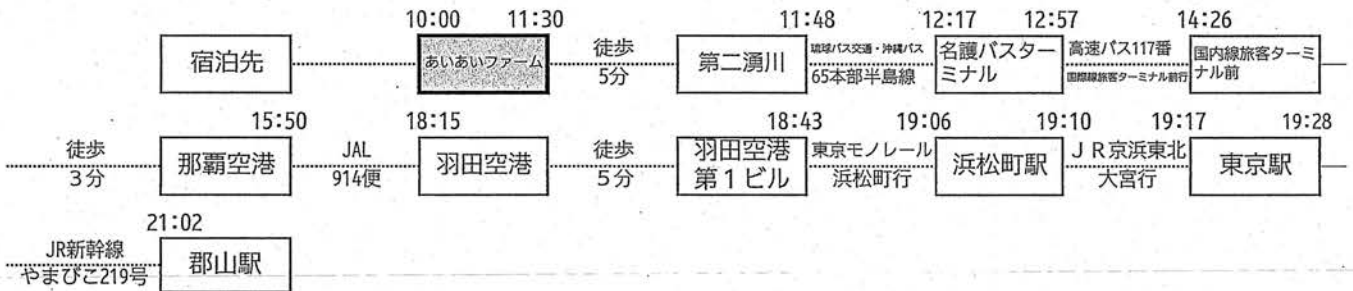 10:00 11:30 11:48 12:17 12:57 14:26
宿泊先 あいあいファーム 徒歩 5分 第二湧川 琉球バス交通・沖縄バス 65本部半島線 名護バスターミナル 高速バス117番 国際線旅客ターミナル前行 国内線旅客ターミナル前
15:50 18:15 18:43 19:06 19:10 19:17 19:28
徒歩 3分 那覇空港 JAL 914便 羽田空港 徒歩 5分 羽田空港第1ビル 東京モノレール 浜松町行 浜松町駅 JR京浜東北 大宮行 東京駅
21:02
JR新幹線 やまびこ219号 郡山駅